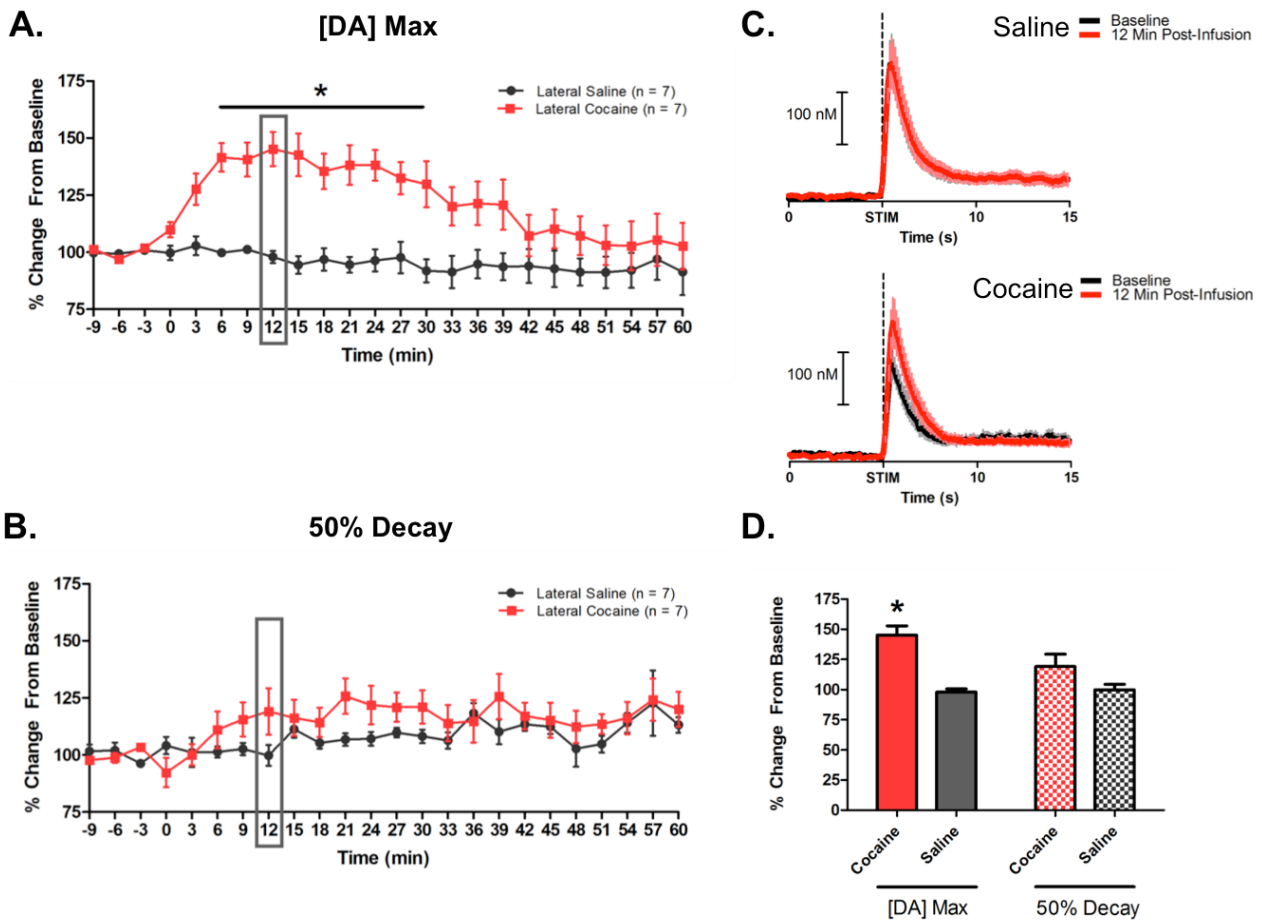 A.
[DA] Max
% Change From Baseline
175
150
125
100
75
*
Lateral Saline (n = 7)
Lateral Cocaine (n = 7)
-9 -6 -3 0 3 6 9 12 15 18 21 24 27 30 33 36 39 42 45 48 51 54 57 60
Time (min)
B.
50% Decay
% Change From Baseline
175
150
125
100
75
Lateral Saline (n = 7)
Lateral Cocaine (n = 7)
-9 -6 -3 0 3 6 9 12 15 18 21 24 27 30 33 36 39 42 45 48 51 54 57 60
Time (min)
C.
Saline
Baseline
12 Min Post-Infusion
100 nM
0 STIM 10 15
Time (s)
Cocaine
Baseline
12 Min Post-Infusion
100 nM
0 STIM 10 15
Time (s)
D.
% Change From Baseline
175
150
125
100
75
50
25
0
*
Cocaine Saline Cocaine Saline
[DA] Max 50% Decay